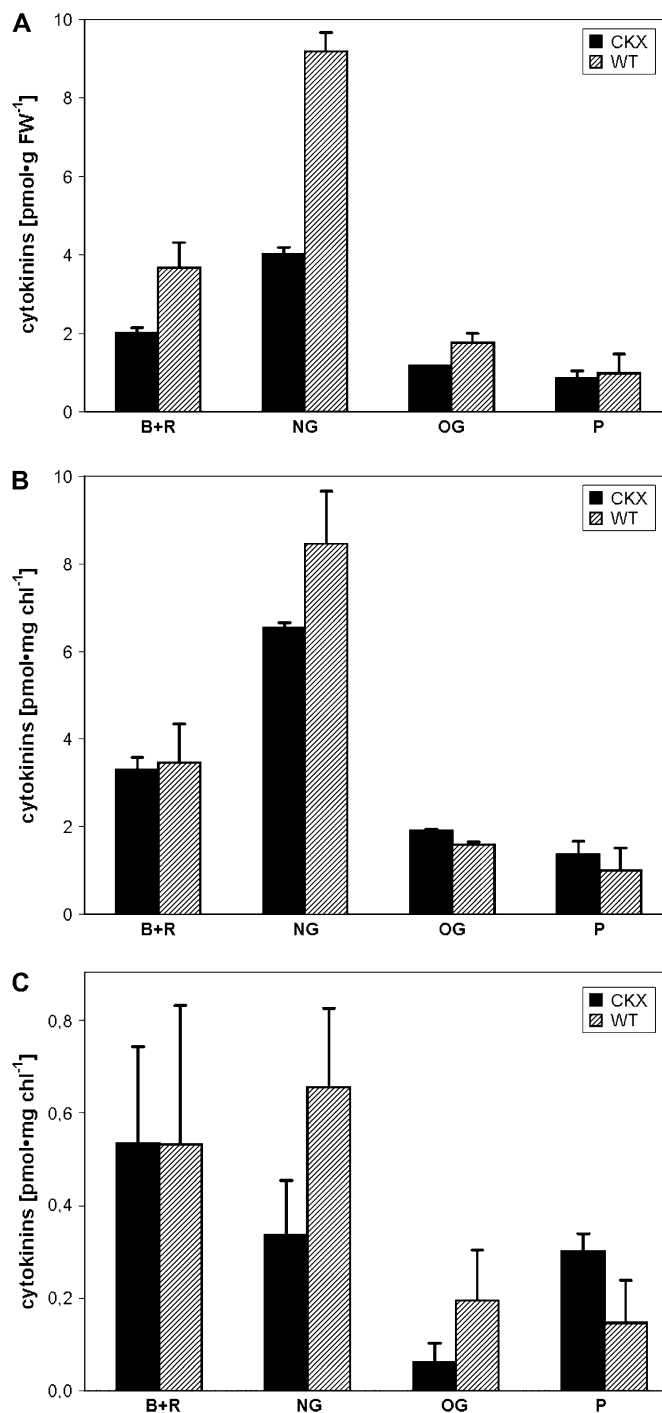 A
cytokinins [pmol•g FW⁻¹]
10
8
6
4
2
0
CKX
WT
B+R NG OG P
B
cytokinins [pmol•mg chl⁻¹]
10
8
6
4
2
0
CKX
WT
B+R NG OG P
C
cytokinins [pmol•mg chl⁻¹]
0,8
0,6
0,4
0,2
0,0
CKX
WT
B+R NG OG P